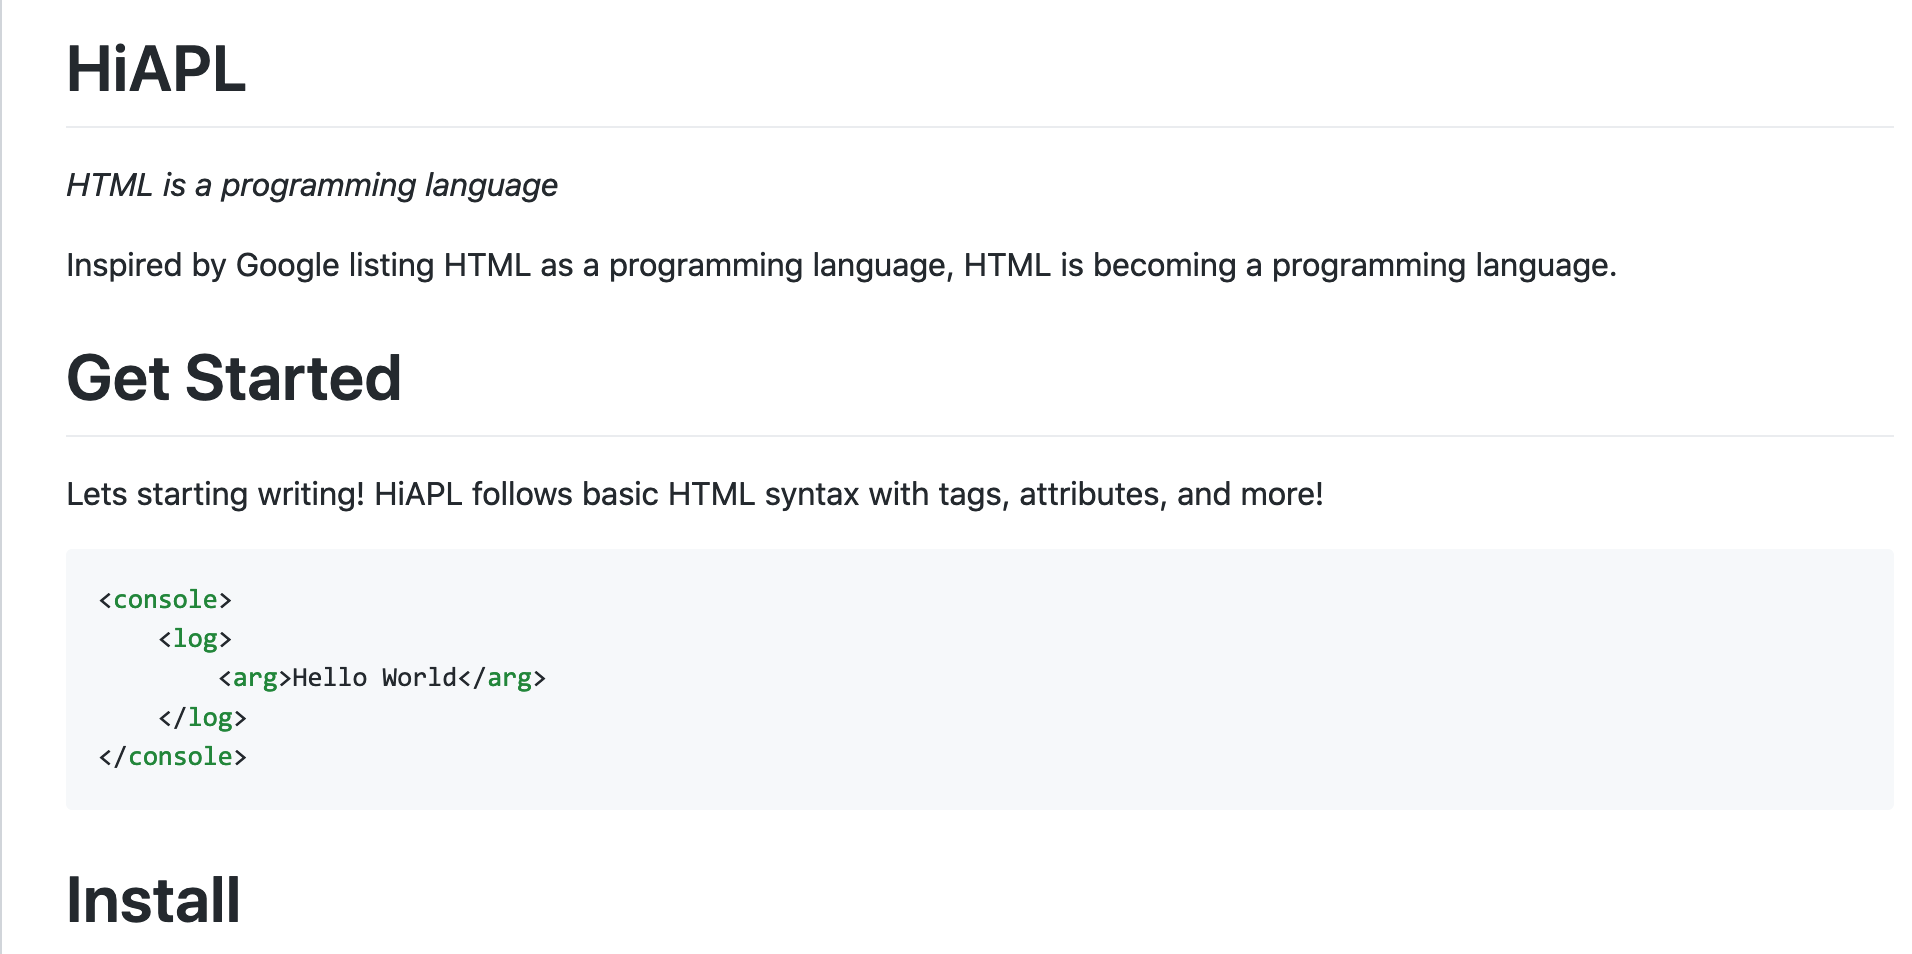 HiAPL
HTML is a programming language
Inspired by Google listing HTML as a programming language, HTML is becoming a programming language.
Get Started
Lets starting writing! HiAPL follows basic HTML syntax with tags, attributes, and more!
<console>
    <log>
        <arg>Hello World</arg>
    </log>
</console>
Install